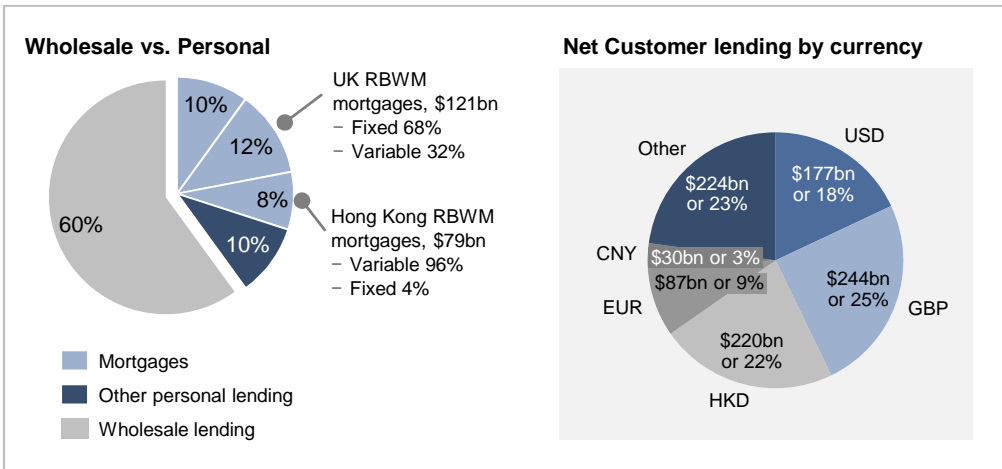 Wholesale vs. Personal
10%
12%
8%
10%
60%
UK RBWM
mortgages, $121bn
− Fixed 68%
− Variable 32%
Hong Kong RBWM
mortgages, $79bn
− Variable 96%
− Fixed 4%
Mortgages
Other personal lending
Wholesale lending
Net Customer lending by currency
USD
$177bn
or 18%
GBP
$244bn
or 25%
HKD
$220bn
or 22%
EUR
$87bn or 9%
CNY
$30bn or 3%
Other
$224bn
or 23%